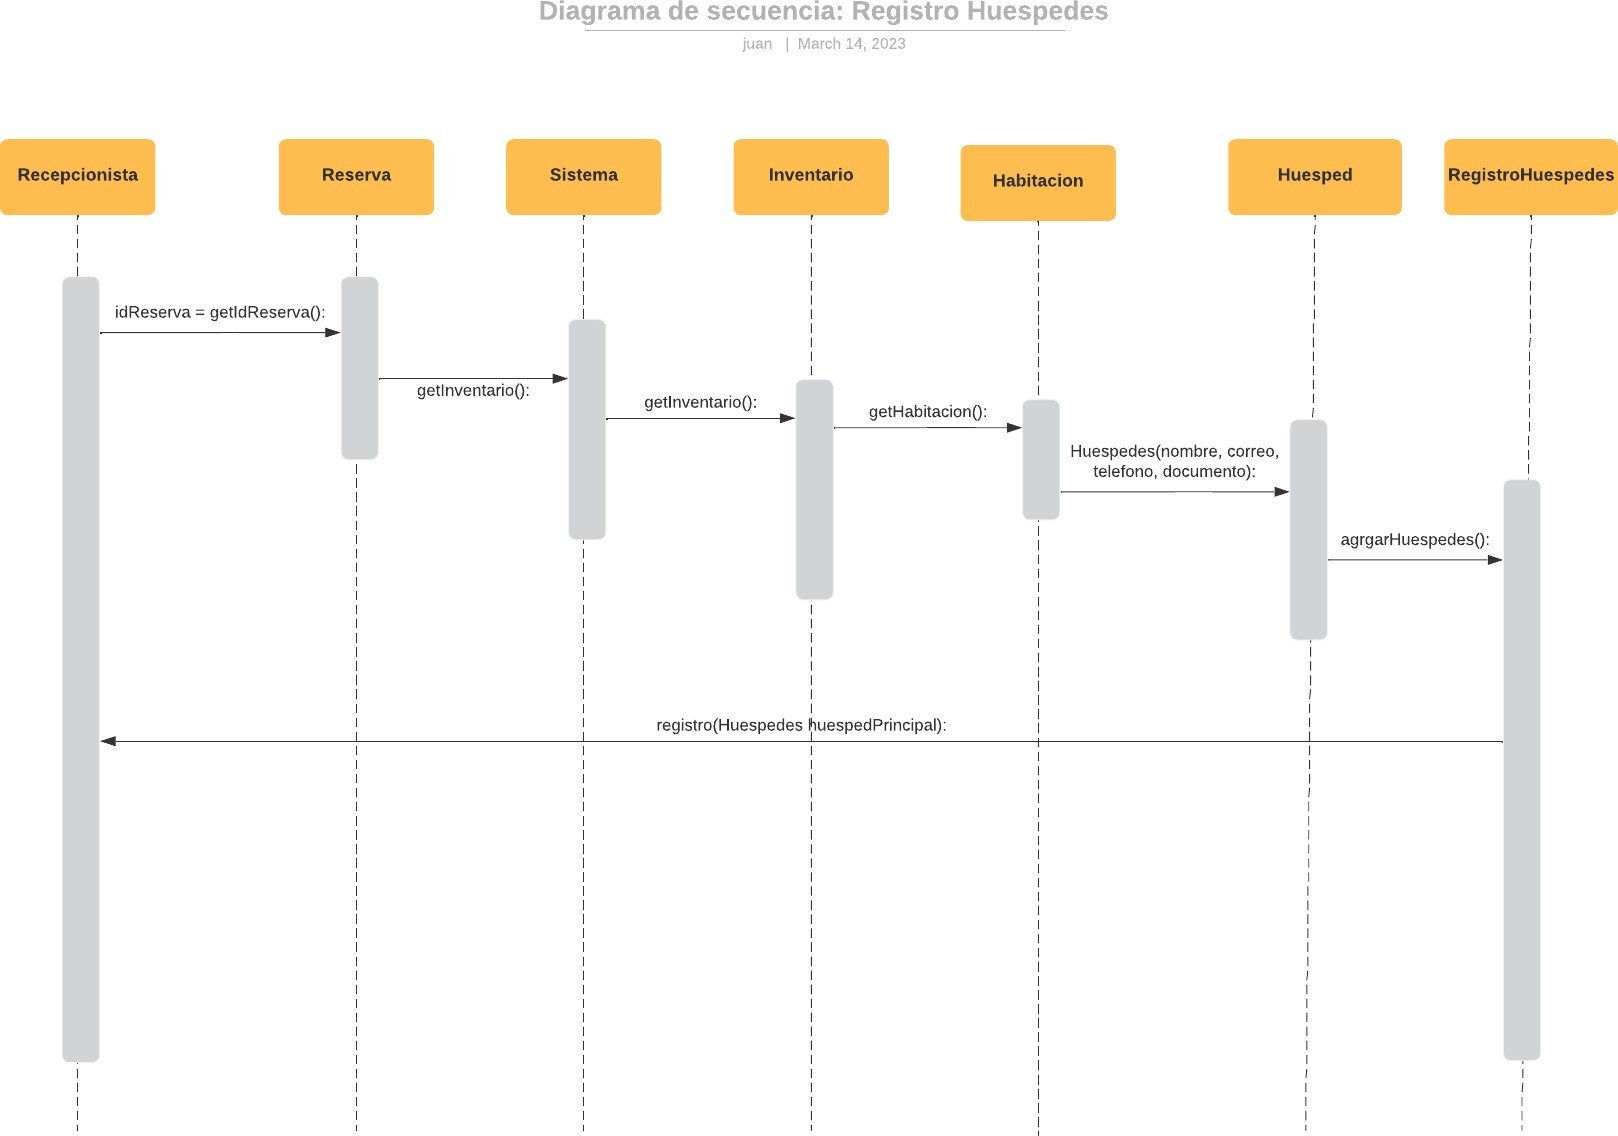 Diagrama de secuencia: Registro Huespedes
juan | March 14, 2023
Recepcionista
Reserva
Sistema
Inventario
Habitacion
Huesped
RegistroHuespedes
idReserva = getIdReserva():
getInventario():
getInventario():
getHabitacion():
Huespedes(nombre, correo,
telefono, documento):
agrgarHuespedes():
registro(Huespedes huespedPrincipal):